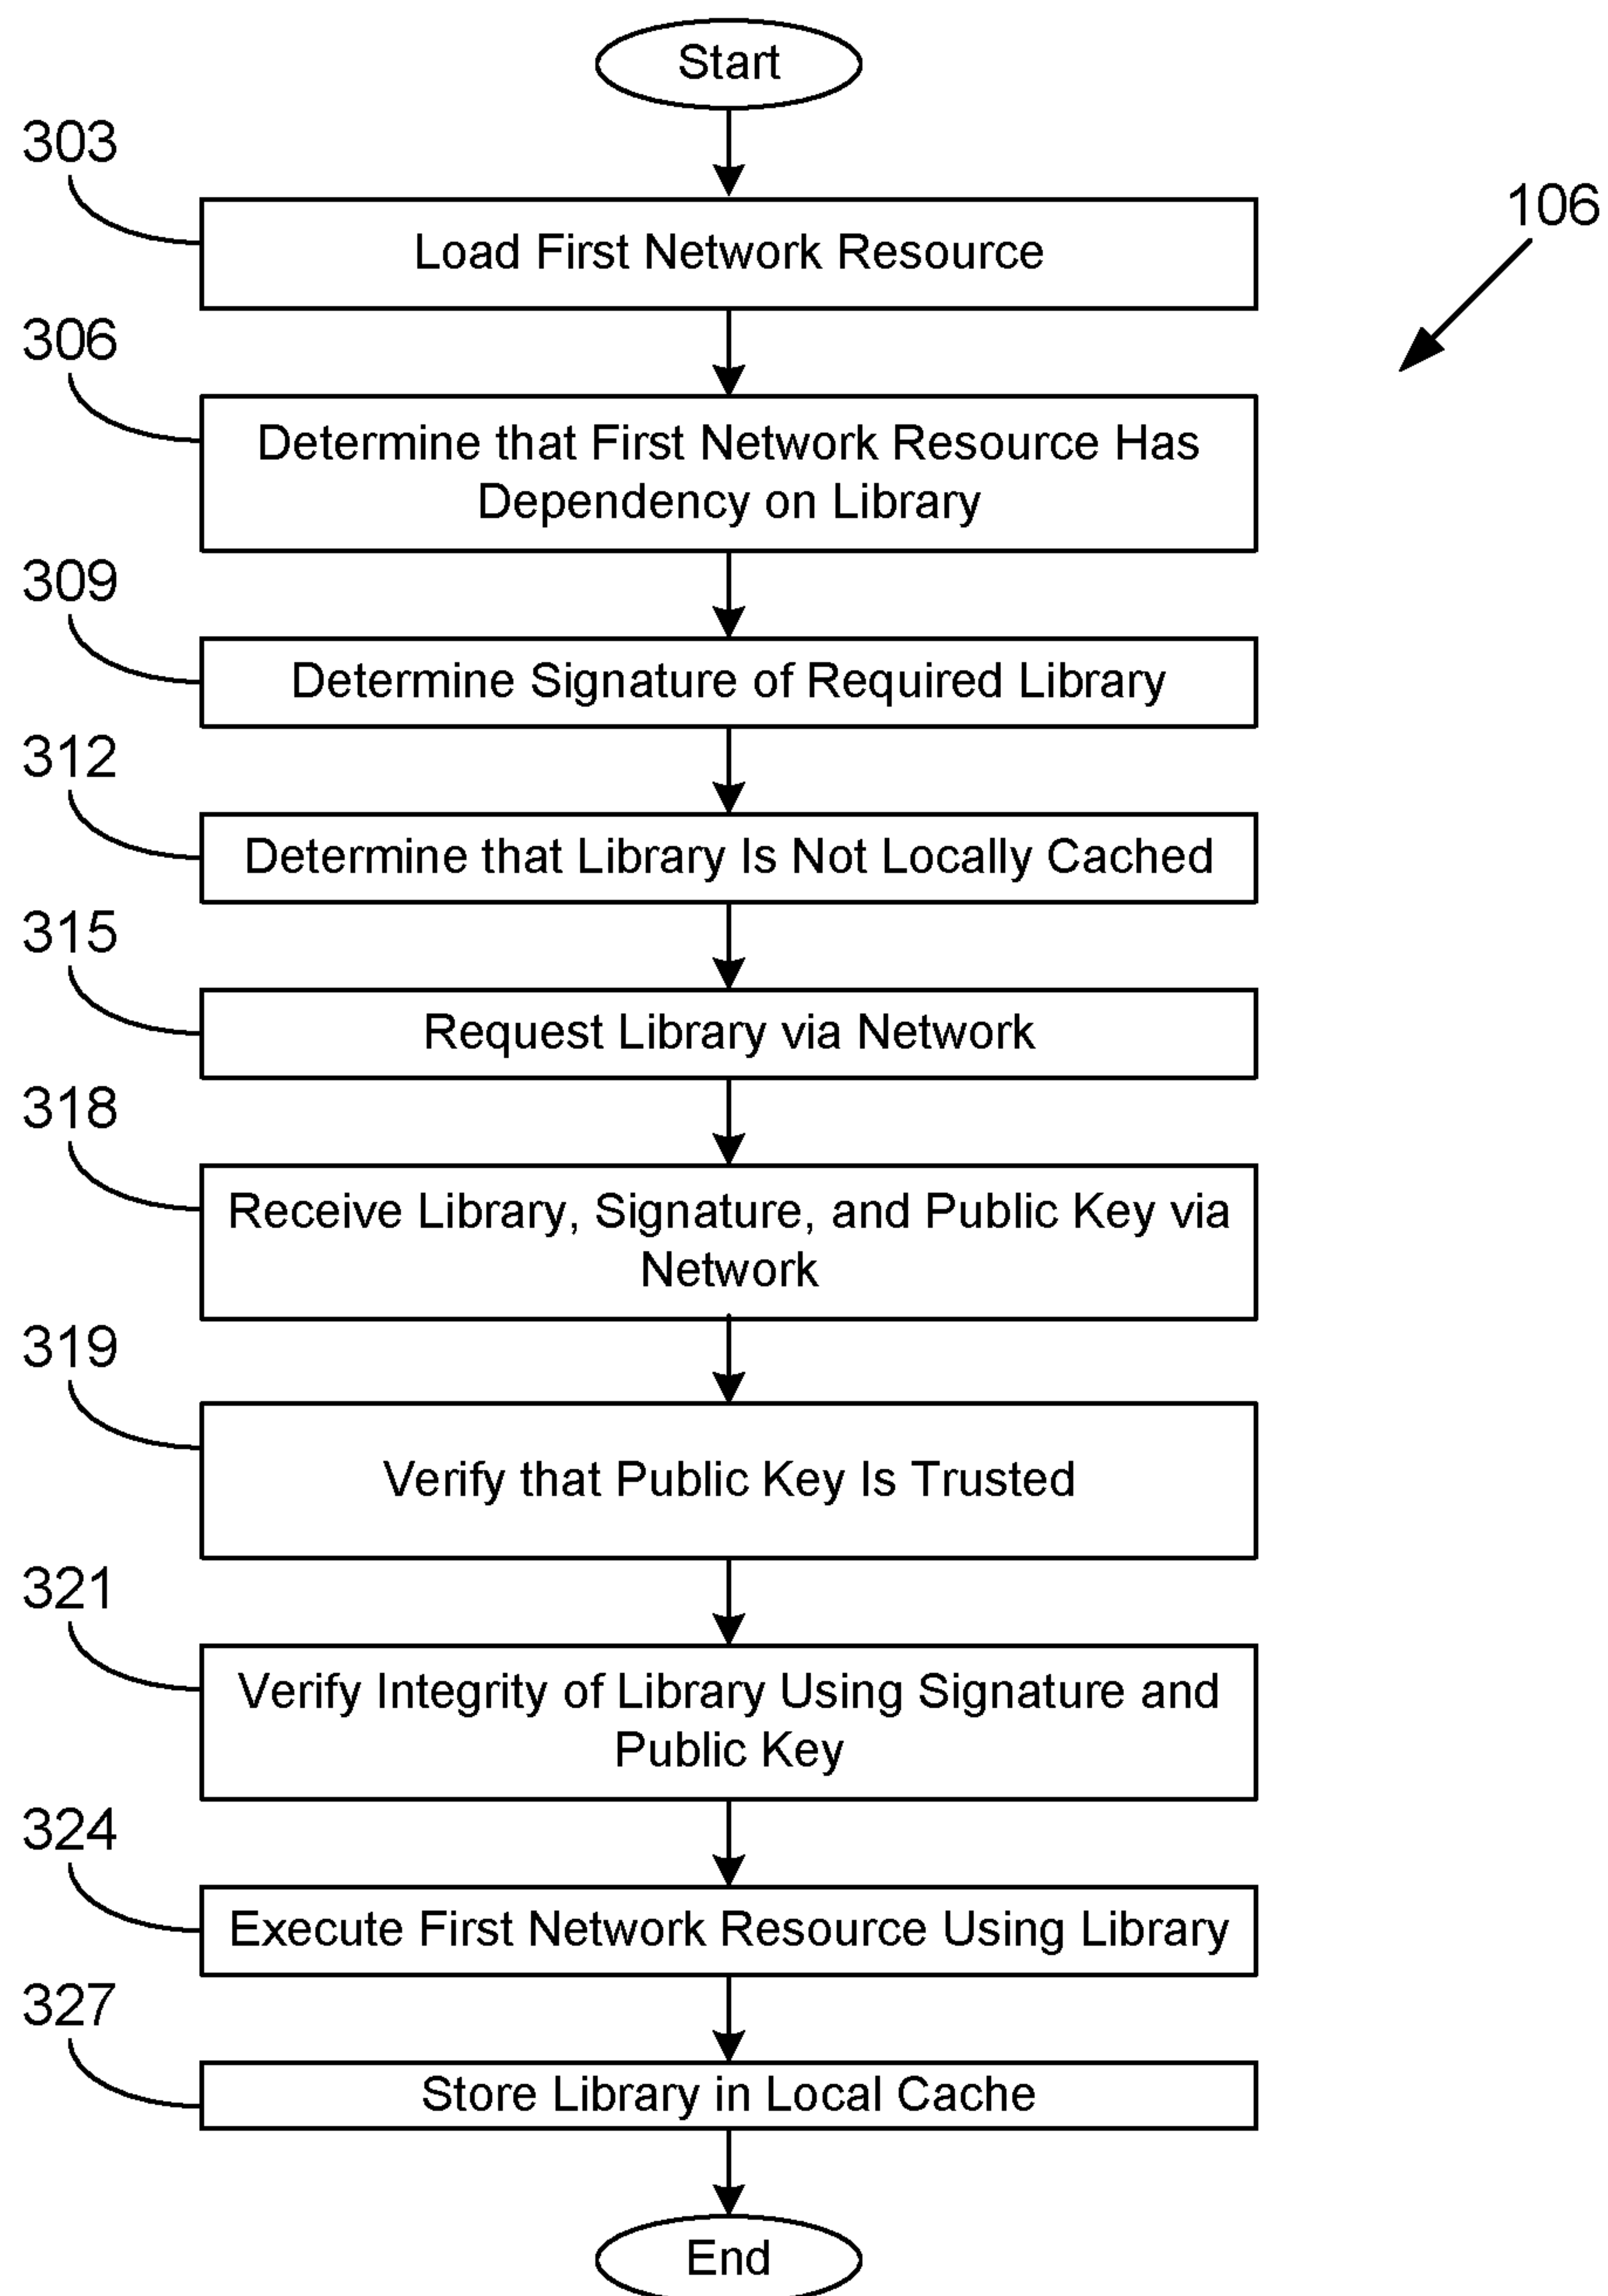 Start
303
106
Load First Network Resource
306
Determine that First Network Resource Has
Dependency on Library
309
Determine Signature of Required Library
312
Determine that Library Is Not Locally Cached
315
Request Library via Network
318
Receive Library, Signature, and Public Key via
Network
319
Verify that Public Key Is Trusted
321
Verify Integrity of Library Using Signature and
Public Key
324
Execute First Network Resource Using Library
327
Store Library in Local Cache
End